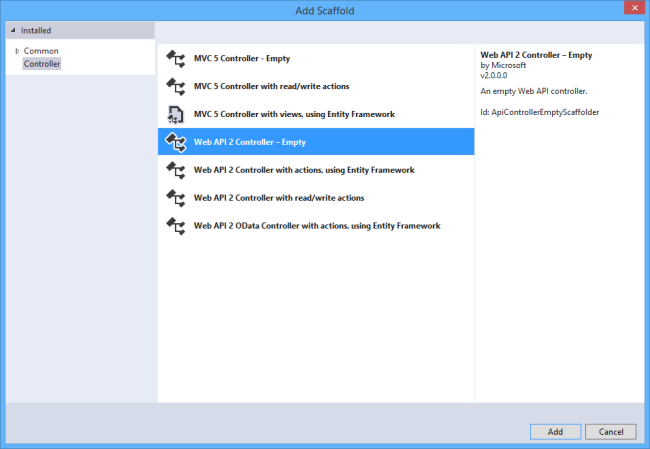 Add Scaffold
Installed
Common
Controller
MVC 5 Controller - Empty
MVC 5 Controller with read/write actions
MVC 5 Controller with views, using Entity Framework
Web API 2 Controller – Empty
Web API 2 Controller with actions, using Entity Framework
Web API 2 Controller with read/write actions
Web API 2 OData Controller with actions, using Entity Framework
Web API 2 Controller – Empty
by Microsoft
v2.0.0.0
An empty Web API controller.
Id: ApiControllerEmptyScaffolder
Add
Cancel